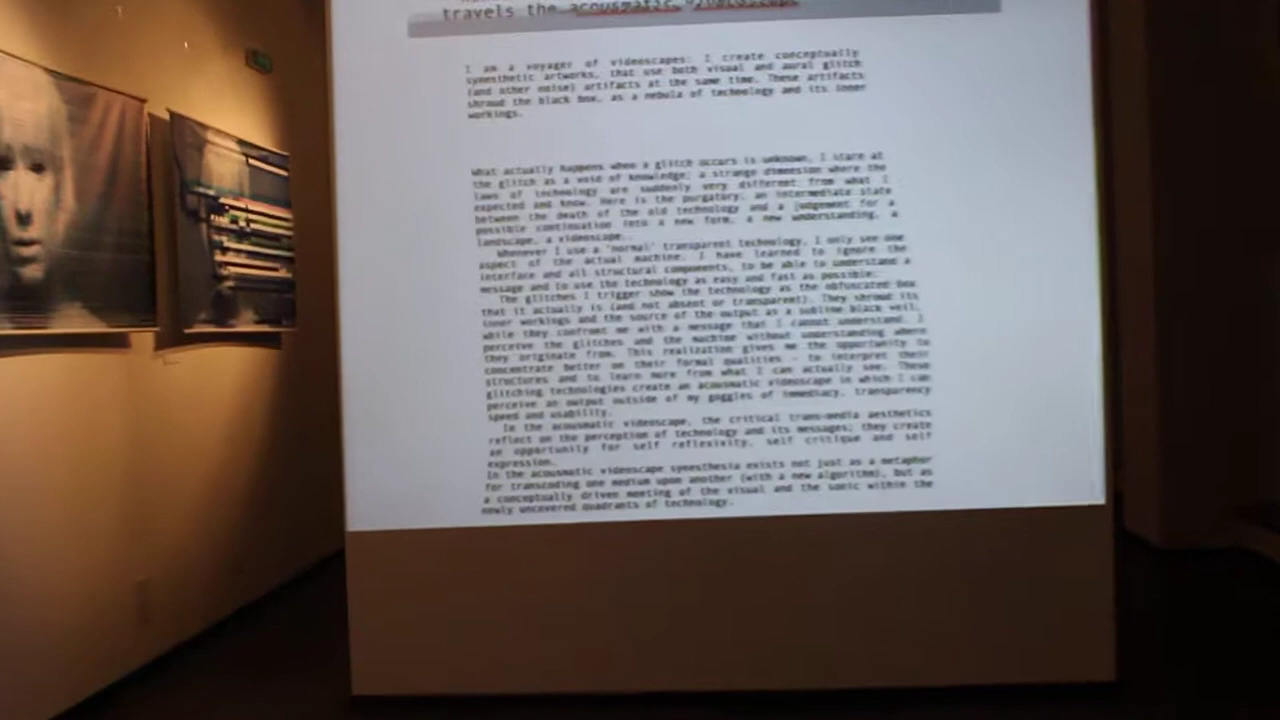 travels the acousmatic videoscape
I am a voyager of videoscapes: I create conceptually
synesthetic artworks, that use both visual and aural glitch
(and other noise) artifacts at the same time. These artifacts
shroud the black box, as a nebula of technology and its inner
workings.
What actually happens when a glitch occurs is unknown, I stare at
the glitch as a void of knowledge; a strange dimension where the
laws of technology are suddenly very different from what I
expected and know. Here is the purgatory; an intermediate state
between the death of the old technology and a judgement for a
possible continuation into a new form, a new understanding, a
landscape, a videoscape..
Whenever I use a 'normal' transparent technology, I only see one
aspect of the actual machine. I have learned to ignore the
interface and all structural components, to be able to understand a
message and to use the technology as easy and fast as possible.
The glitches I trigger show the technology as the obfuscated box
that it actually is (and not absent or transparent). They shroud its
inner workings and the source of the output as a sublime black veil,
while they confront me with a message that I cannot understand. I
perceive the glitches and the machine without understanding where
they originate from. This realization gives me the opportunity to
concentrate better on their formal qualities - to interpret their
structures and to learn more from what I can actually see. These
glitching technologies create an acousmatic videoscape in which I can
perceive an output outside of my goggles of immediacy, transparency
speed and usability.
In the acousmatic videoscape, the critical trans-media aesthetics
reflect on the perception of technology and its messages; they create
an opportunity for self reflexivity, self critique and self
expression.
In the acousmatic videoscape synesthesia exists not just as a metaphor
for transcoding one medium upon another (with a new algorithm), but as
a conceptually driven meeting of the visual and the sonic within the
newly uncovered quadrants of technology.